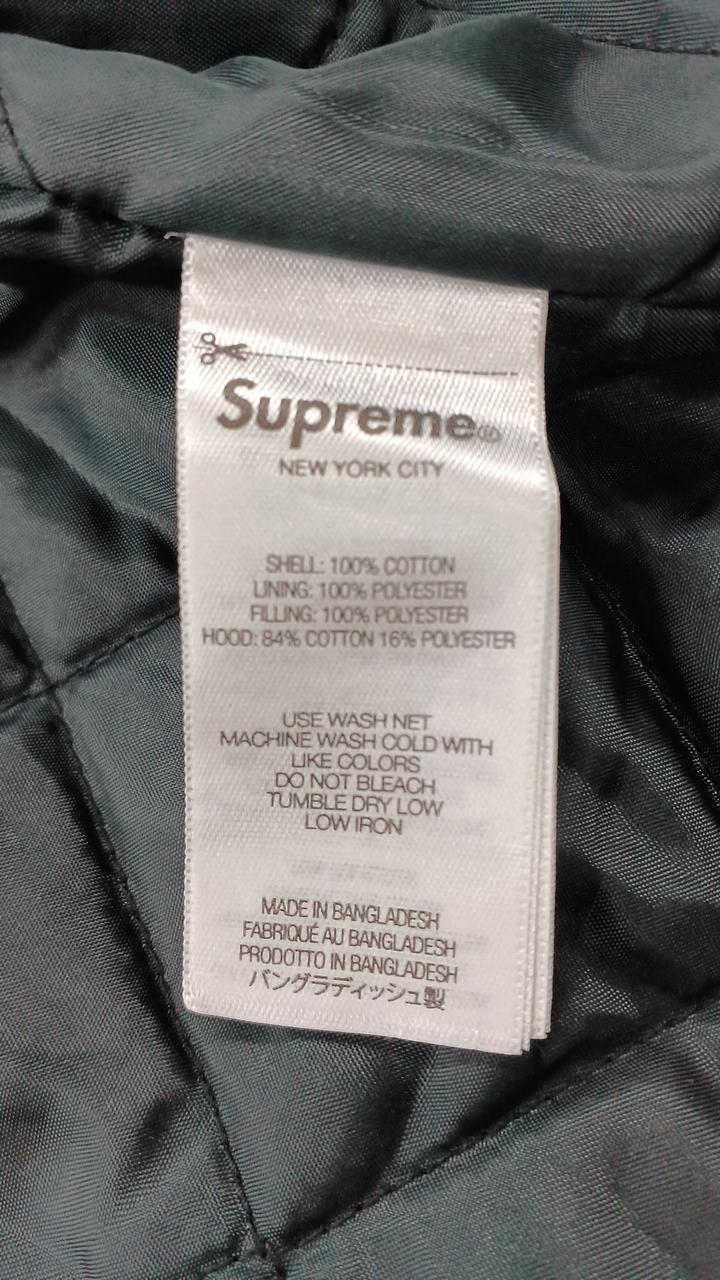 Supreme®
NEW YORK CITY
SHELL: 100% COTTON
LINING: 100% POLYESTER
FILLING: 100% POLYESTER
HOOD: 84% COTTON 16% POLYESTER
USE WASH NET
MACHINE WASH COLD WITH
LIKE COLORS
DO NOT BLEACH
TUMBLE DRY LOW
LOW IRON
MADE IN BANGLADESH
FABRIQUÉ AU BANGLADESH
PRODOTTO IN BANGLADESH
バングラディッシュ製